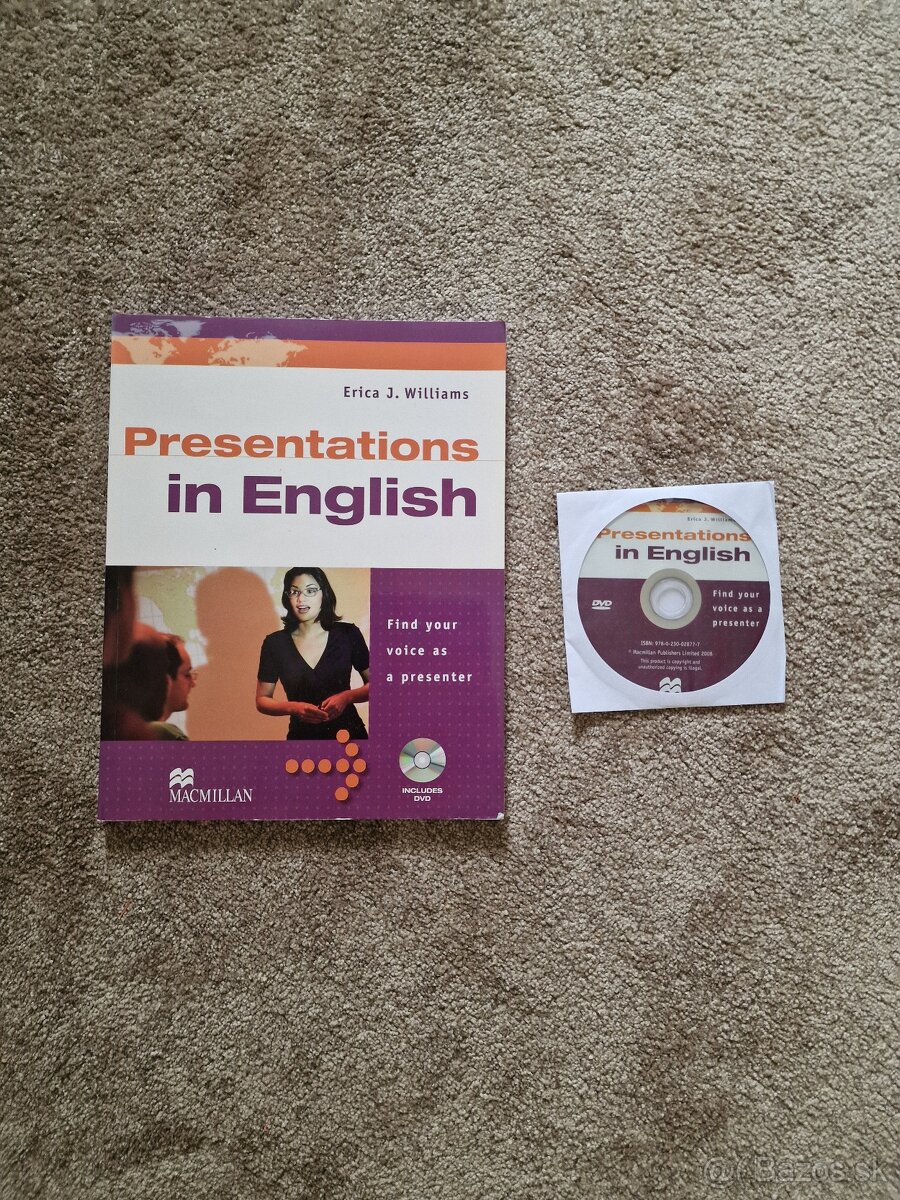 Erica J. Williams
Presentations
in English
Find your
voice as
a presenter
MACMILLAN
INCLUDES
DVD
Erica J. Williams
Presentations
in English
DVD
Find your
voice as a
presenter
ISBN: 978-0-230-02877-7
© Macmillan Publishers Limited 2008
This product is copyright and
unauthorized copying is illegal.
Bazos.sk